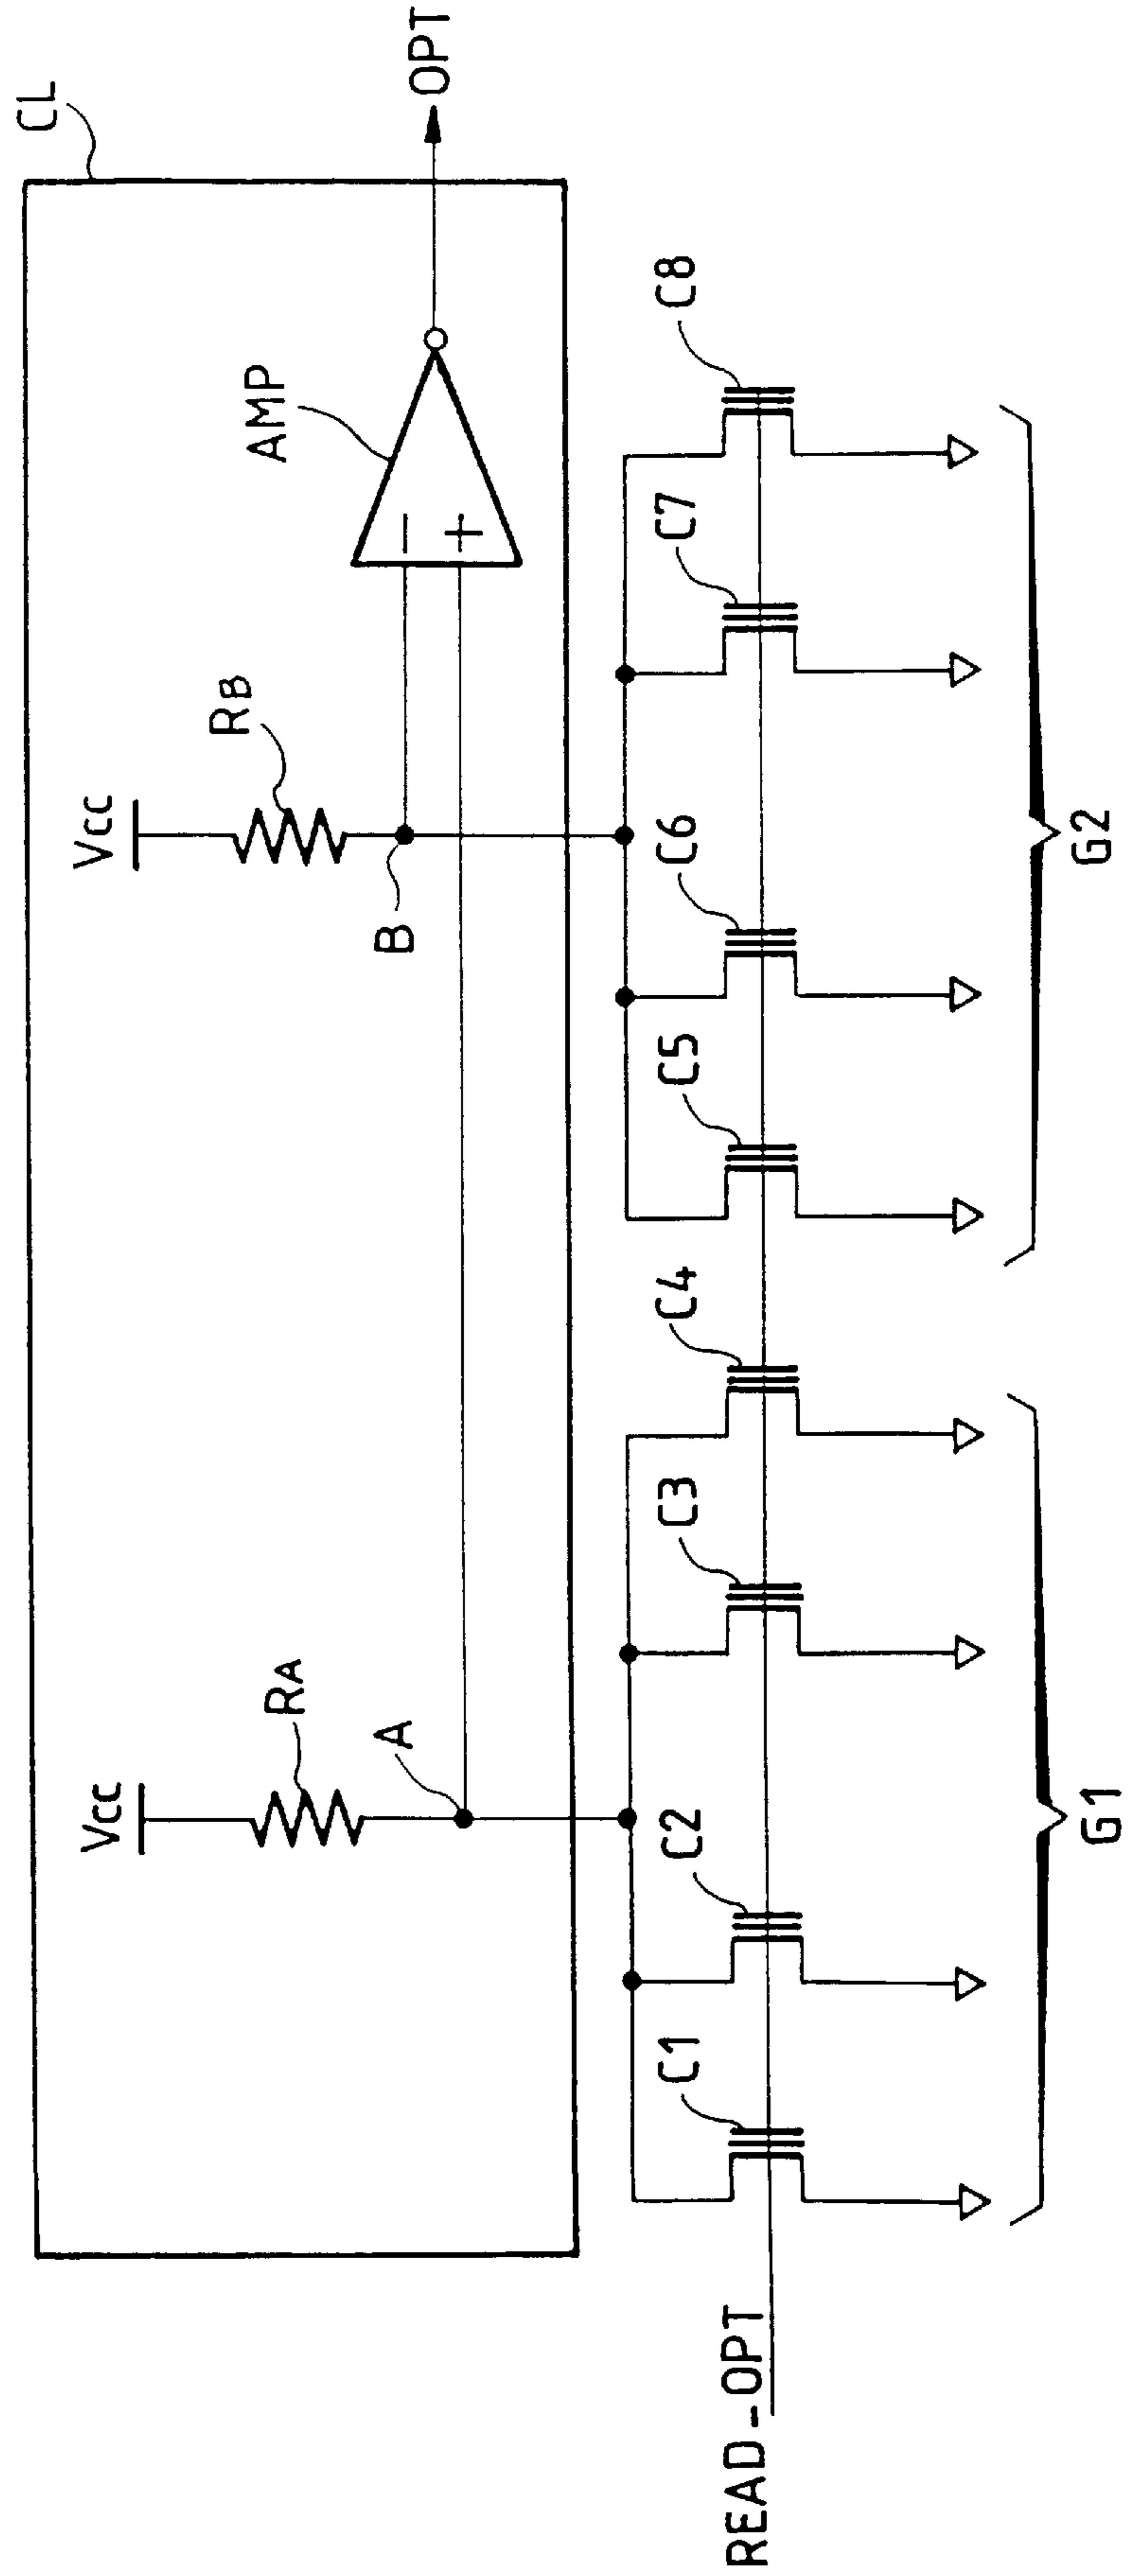 CL
Vcc
Vcc
RA
RB
AMP
OPT
A
B
C1
C2
C3
C4
C5
C6
C7
C8
READ_OPT
G1
G2